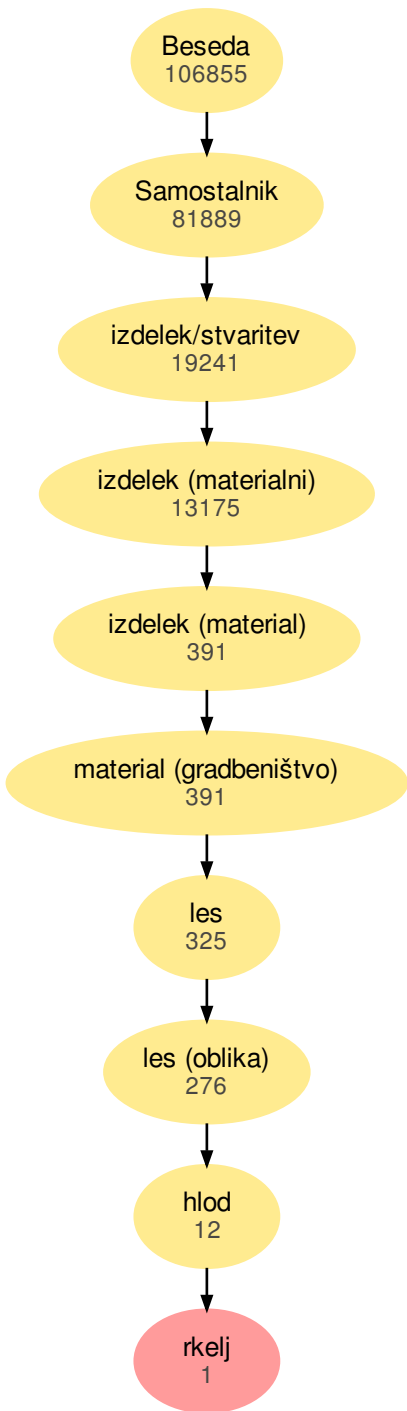 Beseda
106855
Samostalnik
81889
izdelek/stvaritev
19241
izdelek (materialni)
13175
izdelek (material)
391
material (gradbeništvo)
391
les
325
les (oblika)
276
hlod
12
rkelj
1